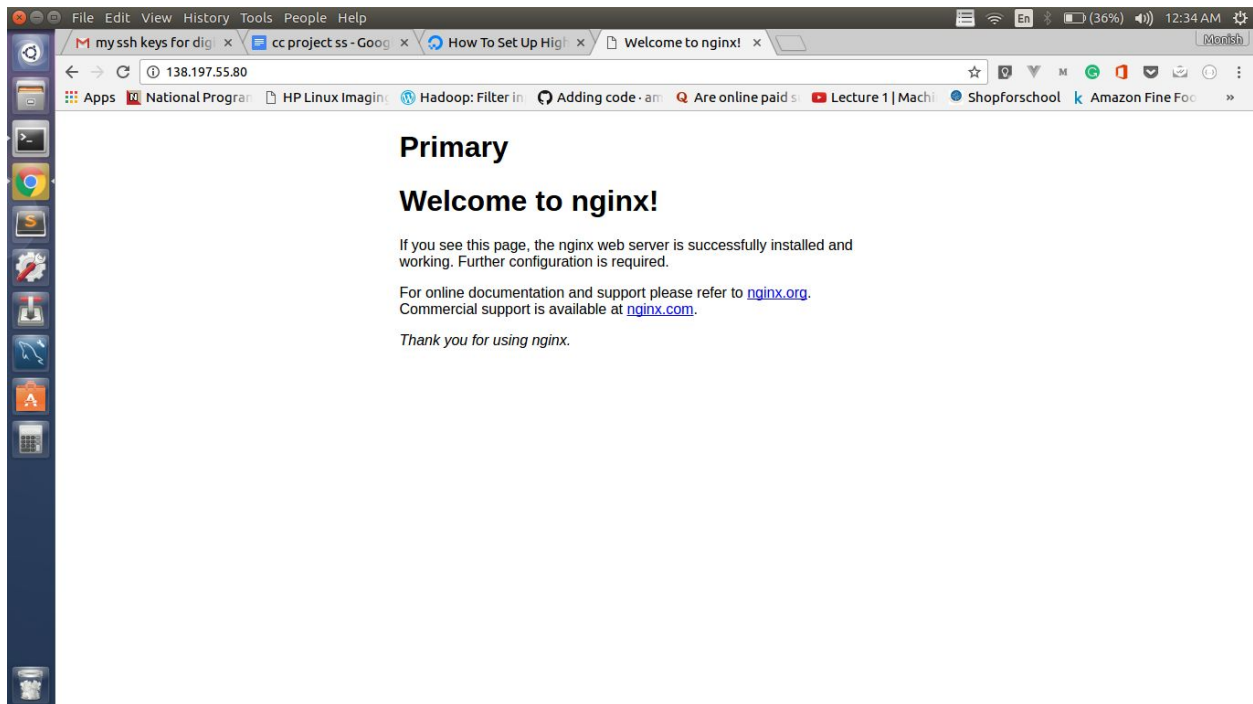 File Edit View History Tools People Help
En (36%) 12:34 AM
my ssh keys for digi
cc project ss - Goog
How To Set Up High
Welcome to nginx!
Monish
138.197.55.80
Apps
National Program
HP Linux Imaging
Hadoop: Filter in
Adding code · am
Are online paid s
Lecture 1 | Machi
Shopforschool
Amazon Fine Foo
»
Primary
Welcome to nginx!
If you see this page, the nginx web server is successfully installed and
working. Further configuration is required.
For online documentation and support please refer to nginx.org.
Commercial support is available at nginx.com.
Thank you for using nginx.